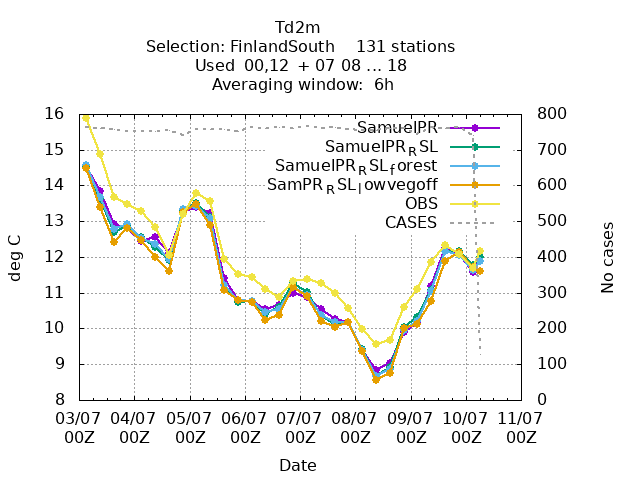 Td2m
Selection: FinlandSouth 131 stations
Used 00,12 + 07 08 ... 18
Averaging window: 6h
16 800
15 700
14 600
13 500
12 400
11 300
10 200
9 100
8 0
SamuelPR
SamuelPR_RSL
SamuelPR_RSL_forest
SamPR_RSL_lowvegoff
OBS
CASES
deg C
No cases
03/07 04/07 05/07 06/07 07/07 08/07 09/07 10/07 11/07
00Z 00Z 00Z 00Z 00Z 00Z 00Z 00Z 00Z
Date